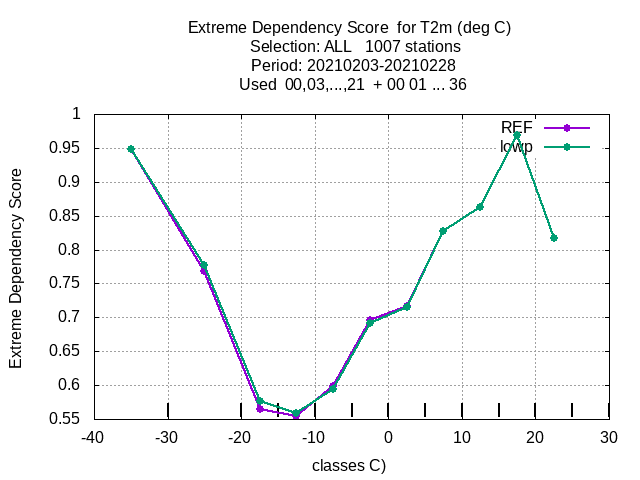 Extreme Dependency Score  for T2m (deg C)
Selection: ALL   1007 stations
Period: 20210203-20210228
Used  00,03,...,21  + 00 01 ... 36
REF
lowp
Extreme Dependency Score
1
0.95
0.9
0.85
0.8
0.75
0.7
0.65
0.6
0.55
-40
-30
-20
-10
0
10
20
30
classes C)